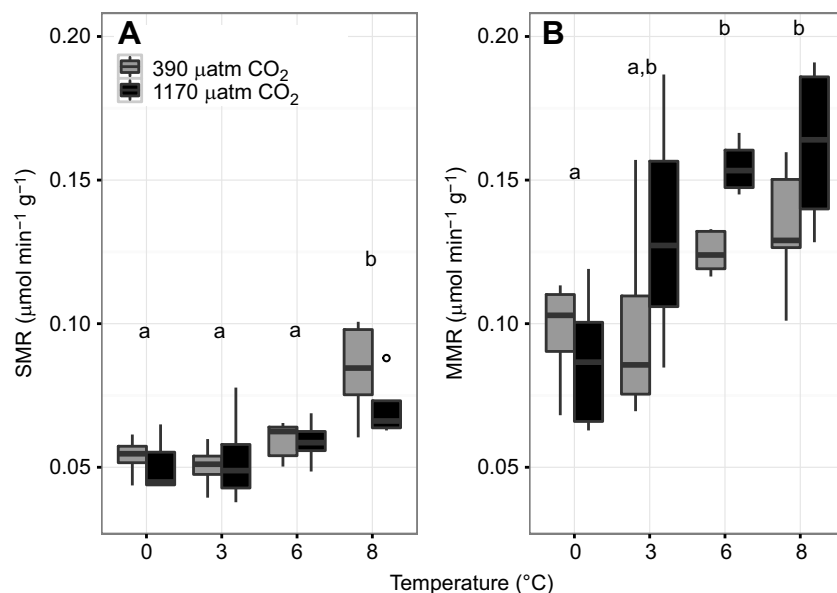 A
390 µatm CO₂
1170 µatm CO₂
SMR (µmol min⁻¹ g⁻¹)
0.20
0.15
0.10
0.05
a
a
a
b
0
3
6
8
B
MMR (µmol min⁻¹ g⁻¹)
0.20
0.15
0.10
0.05
a
a,b
b
b
0
3
6
8
Temperature (°C)